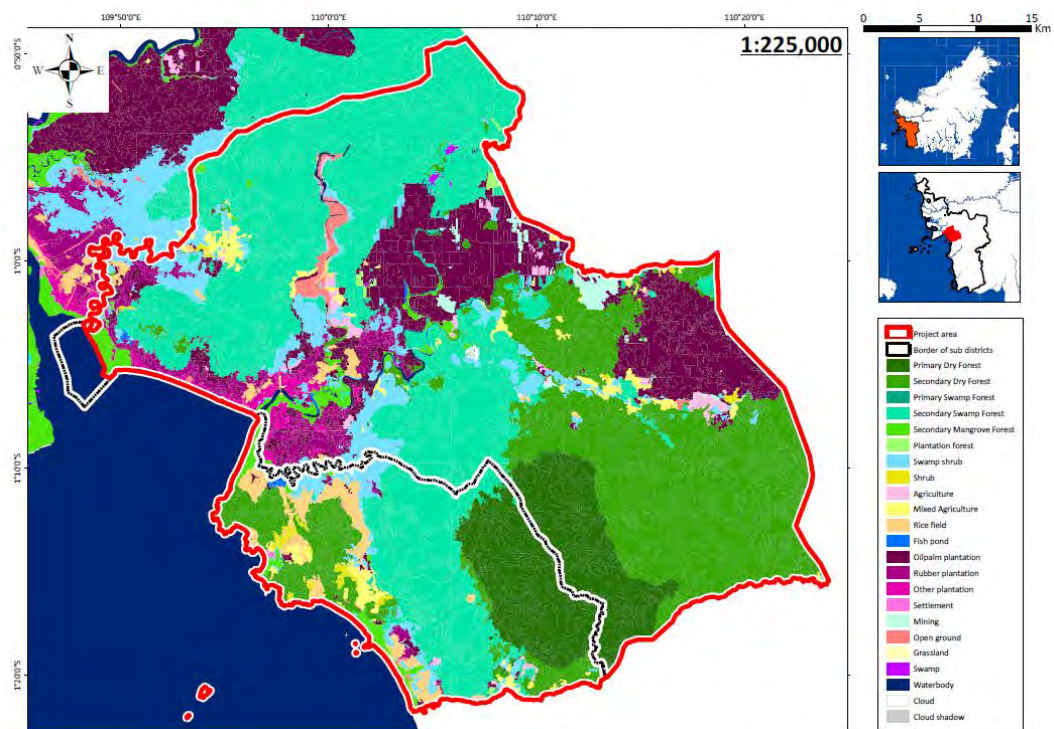 109°50'0"E
110°0'0"E
110°10'0"E
110°20'0"E
0 5 10 15
Km
N
W E
S
1:225,000
0°50'0"S
1°0'0"S
1°10'0"S
1°20'0"S
Project area
Border of sub districts
Primary Dry Forest
Secondary Dry Forest
Primary Swamp Forest
Secondary Swamp Forest
Secondary Mangrove Forest
Plantation forest
Swamp shrub
Shrub
Agriculture
Mixed Agriculture
Rice field
Fish pond
Oilpalm plantation
Rubber plantation
Other plantation
Settlement
Mining
Open ground
Grassland
Swamp
Waterbody
Cloud
Cloud shadow